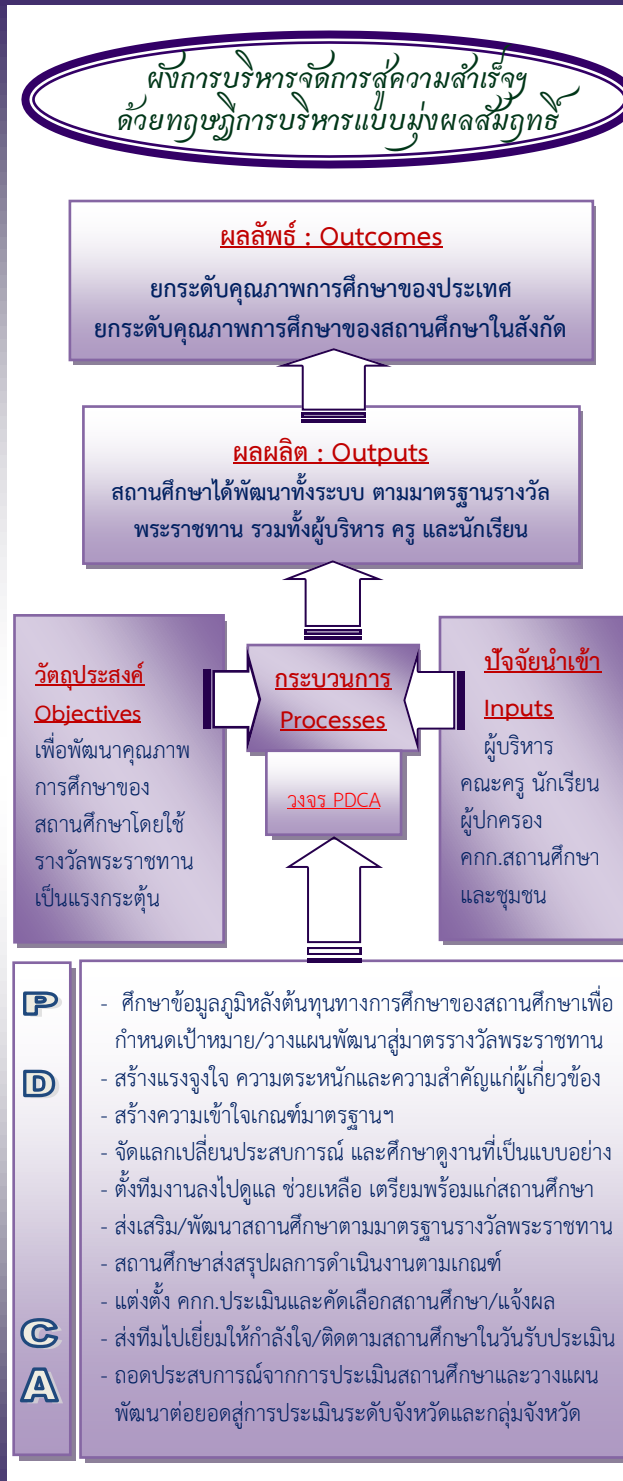 ผังการบริหารจัดการสู่ความสำเร็จฯ
ด้วยทฤษฎีการบริหารแบบมุ่งผลสัมฤทธิ์
ผลลัพธ์ : Outcomes
ยกระดับคุณภาพการศึกษาของประเทศ
ยกระดับคุณภาพการศึกษาของสถานศึกษาในสังกัด
ผลผลิต : Outputs
สถานศึกษาได้พัฒนาทั้งระบบ ตามมาตรฐานรางวัล
พระราชทาน รวมทั้งผู้บริหาร ครู และนักเรียน
วัตถุประสงค์
Objectives
เพื่อพัฒนาคุณภาพ
การศึกษาของ
สถานศึกษาโดยใช้
รางวัลพระราชทาน
เป็นแรงกระตุ้น
กระบวนการ
Processes
วงจร PDCA
ปัจจัยนำเข้า
Inputs
ผู้บริหาร
คณะครู นักเรียน
ผู้ปกครอง
คกก.สถานศึกษา
และชุมชน
P
D
C
A
- ศึกษาข้อมูลภูมิหลังต้นทุนทางการศึกษาของสถานศึกษาเพื่อ
กำหนดเป้าหมาย/วางแผนพัฒนาสู่มาตรรางวัลพระราชทาน
- สร้างแรงจูงใจ ความตระหนักและความสำคัญแก่ผู้เกี่ยวข้อง
- สร้างความเข้าใจเกณฑ์มาตรฐานฯ
- จัดแลกเปลี่ยนประสบการณ์ และศึกษาดูงานที่เป็นแบบอย่าง
- ตั้งทีมงานลงไปดูแล ช่วยเหลือ เตรียมพร้อมแก่สถานศึกษา
- ส่งเสริม/พัฒนาสถานศึกษาตามมาตรฐานรางวัลพระราชทาน
- สถานศึกษาส่งสรุปผลการดำเนินงานตามเกณฑ์
- แต่งตั้ง คกก.ประเมินและคัดเลือกสถานศึกษา/แจ้งผล
- ส่งทีมไปเยี่ยมให้กำลังใจ/ติดตามสถานศึกษาในวันรับประเมิน
- ถอดประสบการณ์จากการประเมินสถานศึกษาและวางแผน
พัฒนาต่อยอดสู่การประเมินระดับจังหวัดและกลุ่มจังหวัด